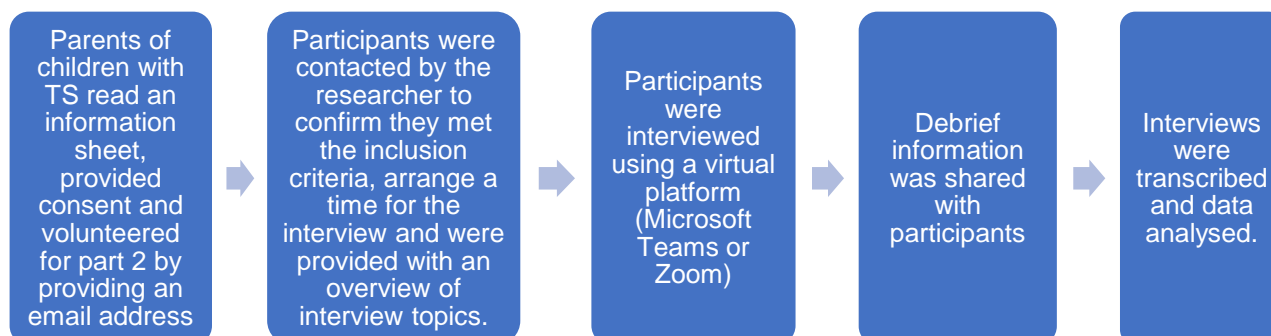 Parents of
children with
TS read an
information
sheet,
provided
consent and
volunteered
for part 2 by
providing an
email address
Participants were
contacted by the
researcher to
confirm they met
the inclusion
criteria, arrange a
time for the
interview and were
provided with an
overview of
interview topics.
Participants
were
interviewed
using a virtual
platform
(Microsoft
Teams or
Zoom)
Debrief
information
was shared
with
participants
Interviews
were
transcribed
and data
analysed.